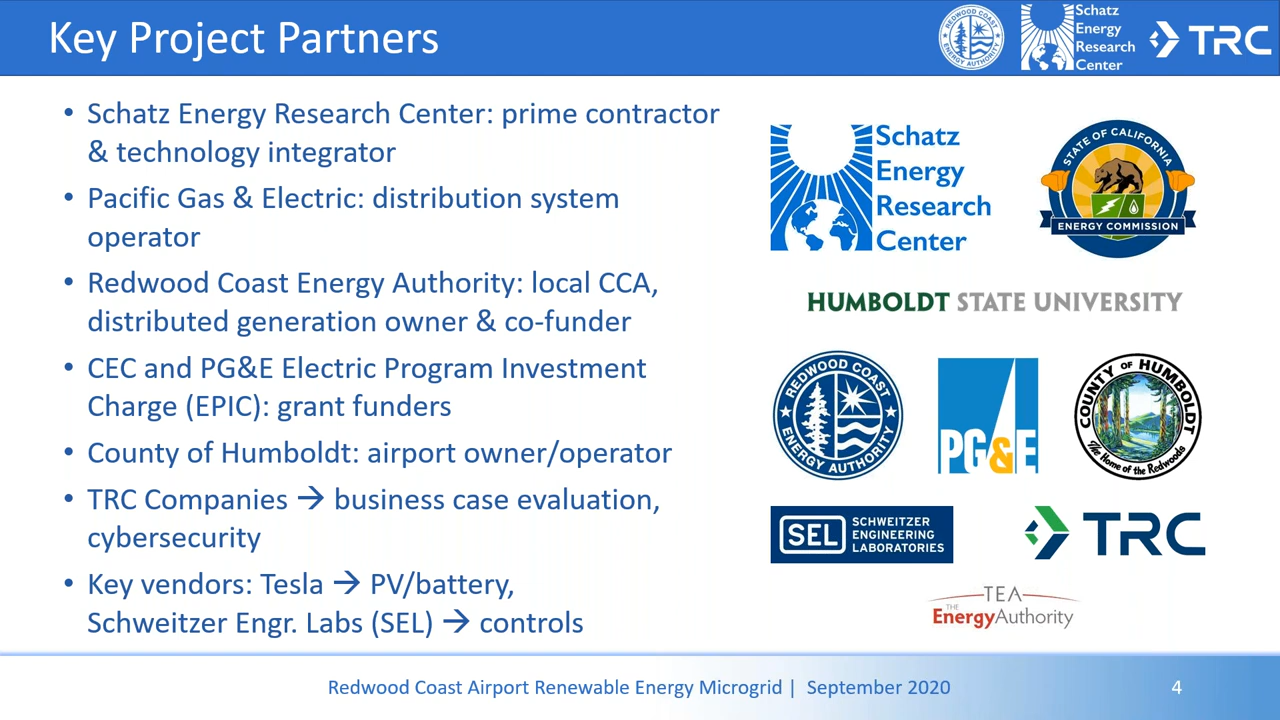 Key Project Partners
REDWOOD COAST
ENERGY AUTHORITY
Schatz
Energy
Research
Center
TRC
• Schatz Energy Research Center: prime contractor
& technology integrator
• Pacific Gas & Electric: distribution system
operator
• Redwood Coast Energy Authority: local CCA,
distributed generation owner & co-funder
• CEC and PG&E Electric Program Investment
Charge (EPIC): grant funders
• County of Humboldt: airport owner/operator
• TRC Companies → business case evaluation,
cybersecurity
• Key vendors: Tesla → PV/battery,
Schweitzer Engr. Labs (SEL) → controls
Schatz
Energy
Research
Center
STATE OF CALIFORNIA
ENERGY COMMISSION
HUMBOLDT STATE UNIVERSITY
REDWOOD COAST
ENERGY AUTHORITY
PG&E
COUNTY OF HUMBOLDT
The Home of the Redwoods
SEL
SCHWEITZER
ENGINEERING
LABORATORIES
TRC
TEA
THE
EnergyAuthority
Redwood Coast Airport Renewable Energy Microgrid | September 2020
4